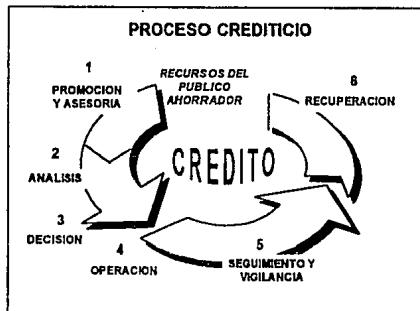 PROCESO CREDITICIO
1
PROMOCION
Y ASESORIA
RECURSOS DEL
PUBLICO
AHORRADOR
6
RECUPERACION
2
ANALISIS
CREDITO
3
DECISION
4
OPERACION
5
SEGUIMIENTO Y
VIGILANCIA